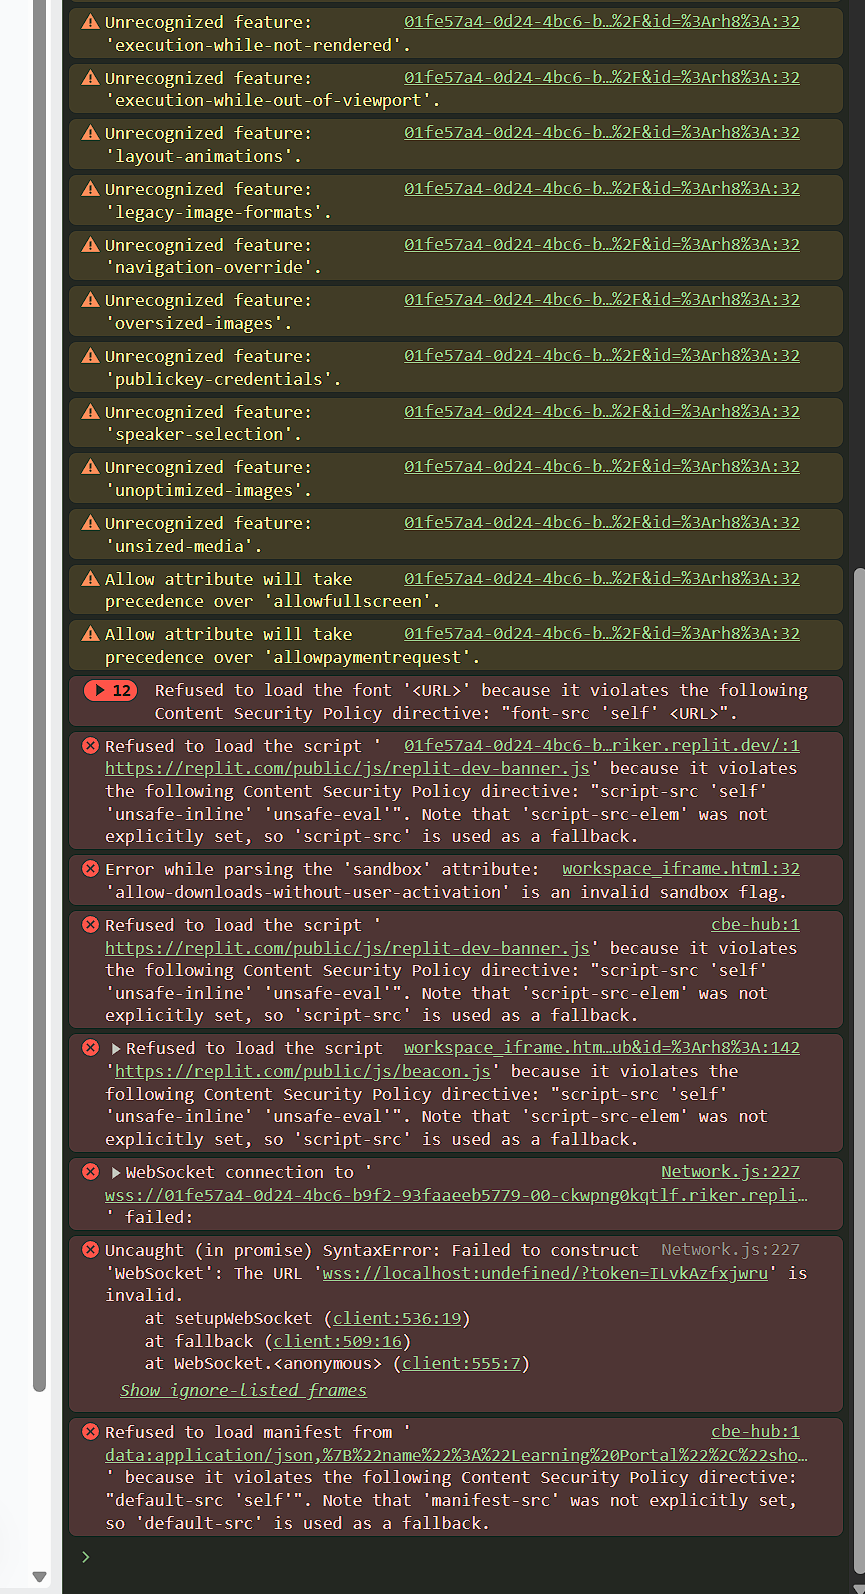 Unrecognized feature: 01fe57a4-0d24-4bc6-b…%2F&id=%3Arh8%3A:32
'execution-while-not-rendered'.
Unrecognized feature: 01fe57a4-0d24-4bc6-b…%2F&id=%3Arh8%3A:32
'execution-while-out-of-viewport'.
Unrecognized feature: 01fe57a4-0d24-4bc6-b…%2F&id=%3Arh8%3A:32
'layout-animations'.
Unrecognized feature: 01fe57a4-0d24-4bc6-b…%2F&id=%3Arh8%3A:32
'legacy-image-formats'.
Unrecognized feature: 01fe57a4-0d24-4bc6-b…%2F&id=%3Arh8%3A:32
'navigation-override'.
Unrecognized feature: 01fe57a4-0d24-4bc6-b…%2F&id=%3Arh8%3A:32
'oversized-images'.
Unrecognized feature: 01fe57a4-0d24-4bc6-b…%2F&id=%3Arh8%3A:32
'publickey-credentials'.
Unrecognized feature: 01fe57a4-0d24-4bc6-b…%2F&id=%3Arh8%3A:32
'speaker-selection'.
Unrecognized feature: 01fe57a4-0d24-4bc6-b…%2F&id=%3Arh8%3A:32
'unoptimized-images'.
Unrecognized feature: 01fe57a4-0d24-4bc6-b…%2F&id=%3Arh8%3A:32
'unsized-media'.
Allow attribute will take 01fe57a4-0d24-4bc6-b…%2F&id=%3Arh8%3A:32
precedence over 'allowfullscreen'.
Allow attribute will take 01fe57a4-0d24-4bc6-b…%2F&id=%3Arh8%3A:32
precedence over 'allowpaymentrequest'.
12 Refused to load the font '<URL>' because it violates the following
Content Security Policy directive: "font-src 'self' <URL>".
Refused to load the script ' 01fe57a4-0d24-4bc6-b…riker.replit.dev/:1
https://replit.com/public/js/replit-dev-banner.js' because it violates
the following Content Security Policy directive: "script-src 'self'
'unsafe-inline' 'unsafe-eval'". Note that 'script-src-elem' was not
explicitly set, so 'script-src' is used as a fallback.
Error while parsing the 'sandbox' attribute: workspace_iframe.html:32
'allow-downloads-without-user-activation' is an invalid sandbox flag.
Refused to load the script ' cbe-hub:1
https://replit.com/public/js/replit-dev-banner.js' because it violates
the following Content Security Policy directive: "script-src 'self'
'unsafe-inline' 'unsafe-eval'". Note that 'script-src-elem' was not
explicitly set, so 'script-src' is used as a fallback.
Refused to load the script workspace_iframe.htm…ub&id=%3Arh8%3A:142
'https://replit.com/public/js/beacon.js' because it violates the
following Content Security Policy directive: "script-src 'self'
'unsafe-inline' 'unsafe-eval'". Note that 'script-src-elem' was not
explicitly set, so 'script-src' is used as a fallback.
WebSocket connection to ' Network.js:227
wss://01fe57a4-0d24-4bc6-b9f2-93faaeeb5779-00-ckwpng0kqtlf.riker.repli…
' failed:
Uncaught (in promise) SyntaxError: Failed to construct Network.js:227
'WebSocket': The URL 'wss://localhost:undefined/?token=ILvkAzfxjwru' is
invalid.
at setupWebSocket (client:536:19)
at fallback (client:509:16)
at WebSocket.<anonymous> (client:555:7)
Show ignore-listed frames
Refused to load manifest from ' cbe-hub:1
data:application/json,%7B%22name%22%3A%22Learning%20Portal%22%2C%22sho…
' because it violates the following Content Security Policy directive:
"default-src 'self'". Note that 'manifest-src' was not explicitly set,
so 'default-src' is used as a fallback.